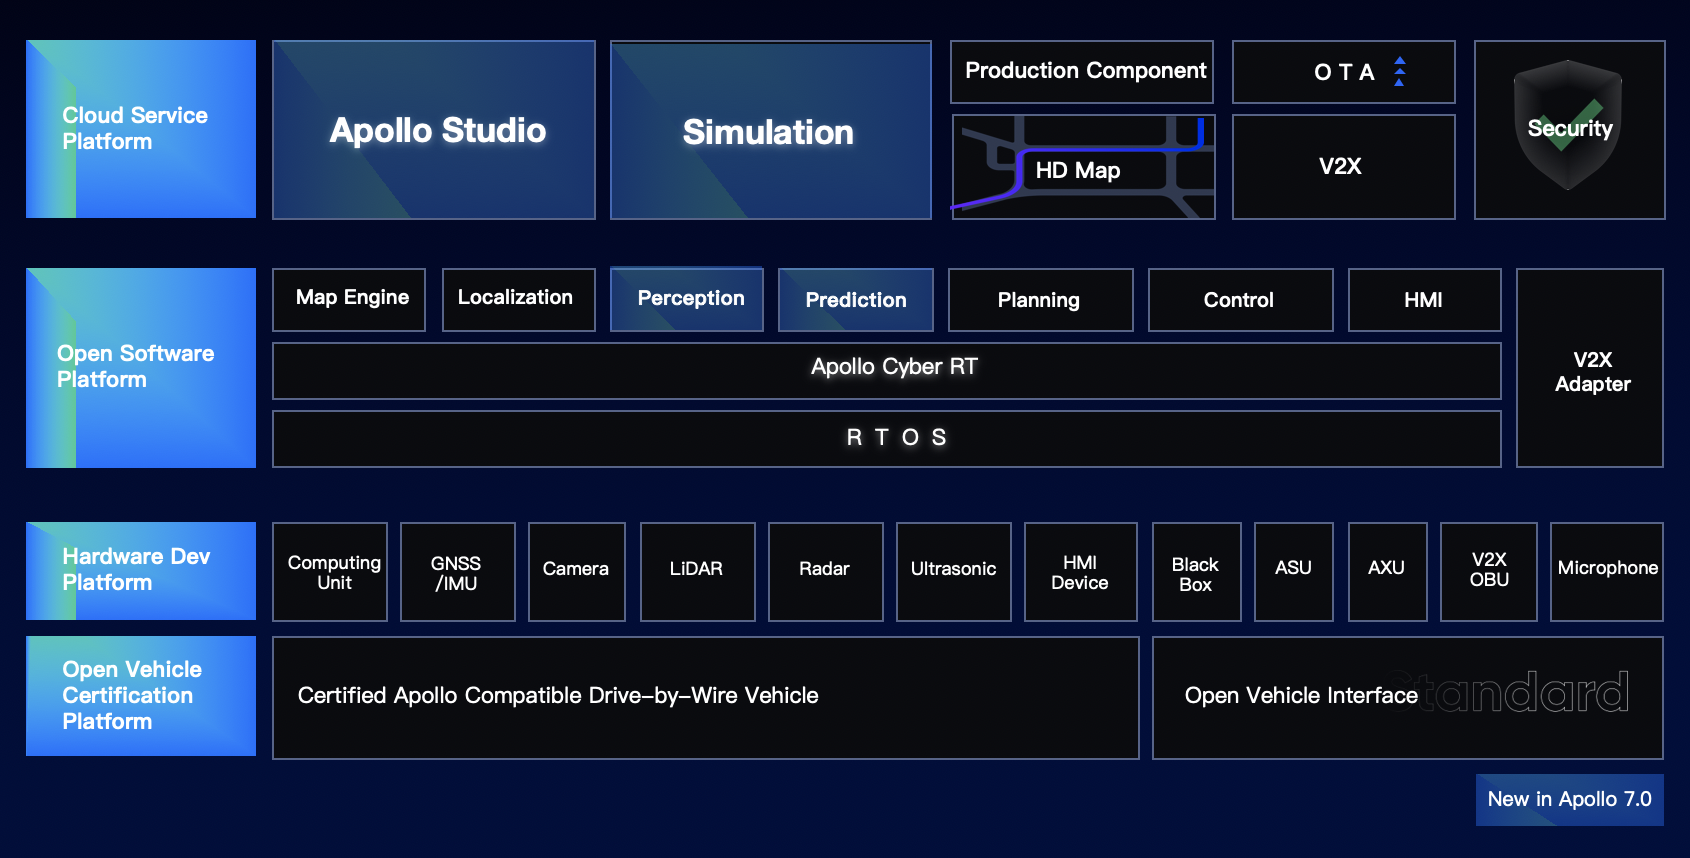 Cloud Service
Platform
Apollo Studio
Simulation
Production Component
HD Map
OTA
V2X
Security
Open Software
Platform
Map Engine
Localization
Perception
Prediction
Planning
Control
HMI
Apollo Cyber RT
RTOS
V2X
Adapter
Hardware Dev
Platform
Computing
Unit
GNSS
/IMU
Camera
LiDAR
Radar
Ultrasonic
HMI
Device
Black
Box
ASU
AXU
V2X
OBU
Microphone
Open Vehicle
Certification
Platform
Certified Apollo Compatible Drive–by–Wire Vehicle
Open Vehicle Interface Standard
New in Apollo 7.0